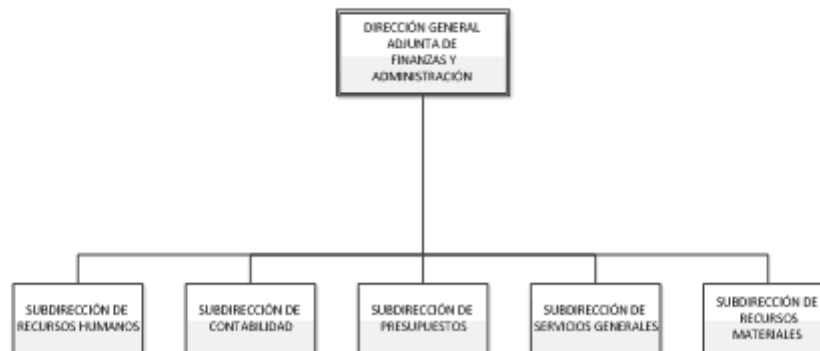 DIRECCIÓN GENERAL
ADJUNTA DE
FINANZAS Y
ADMINISTRACIÓN
SUBDIRECCIÓN DE
RECURSOS HUMANOS
SUBDIRECCIÓN DE
CONTABILIDAD
SUBDIRECCIÓN DE
PRESUPUESTOS
SUBDIRECCIÓN DE
SERVICIOS GENERALES
SUBDIRECCIÓN DE
RECURSOS
MATERIALES